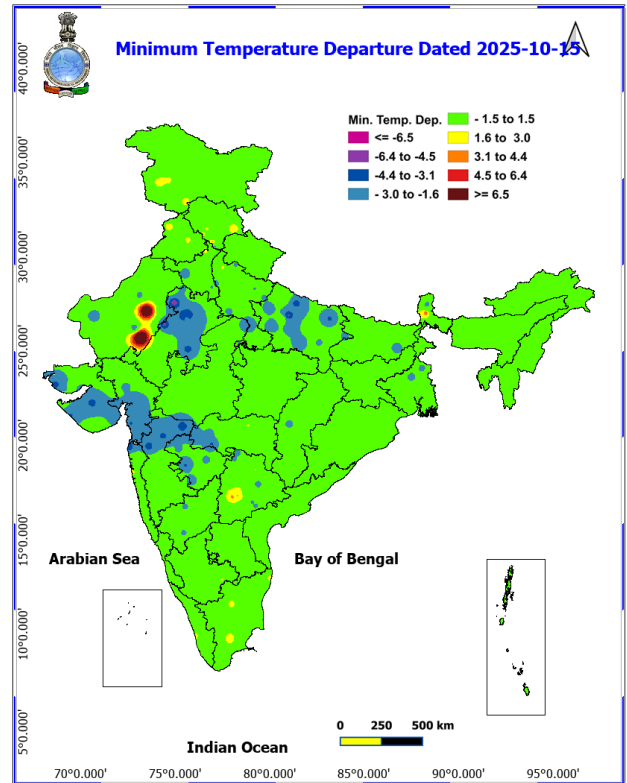 Minimum Temperature Departure Dated 2025-10-15
Min. Temp. Dep.
<= -6.5
-6.4 to -4.5
-4.4 to -3.1
- 3.0 to -1.6
- 1.5 to 1.5
1.6 to 3.0
3.1 to 4.4
4.5 to 6.4
>= 6.5
40°0.000'
35°0.000'
30°0.000'
25°0.000'
20°0.000'
15°0.000'
10°0.000'
5°0.000'
Arabian Sea
Bay of Bengal
Indian Ocean
0 250 500 km
70°0.000' 75°0.000' 80°0.000' 85°0.000' 90°0.000' 95°0.000'